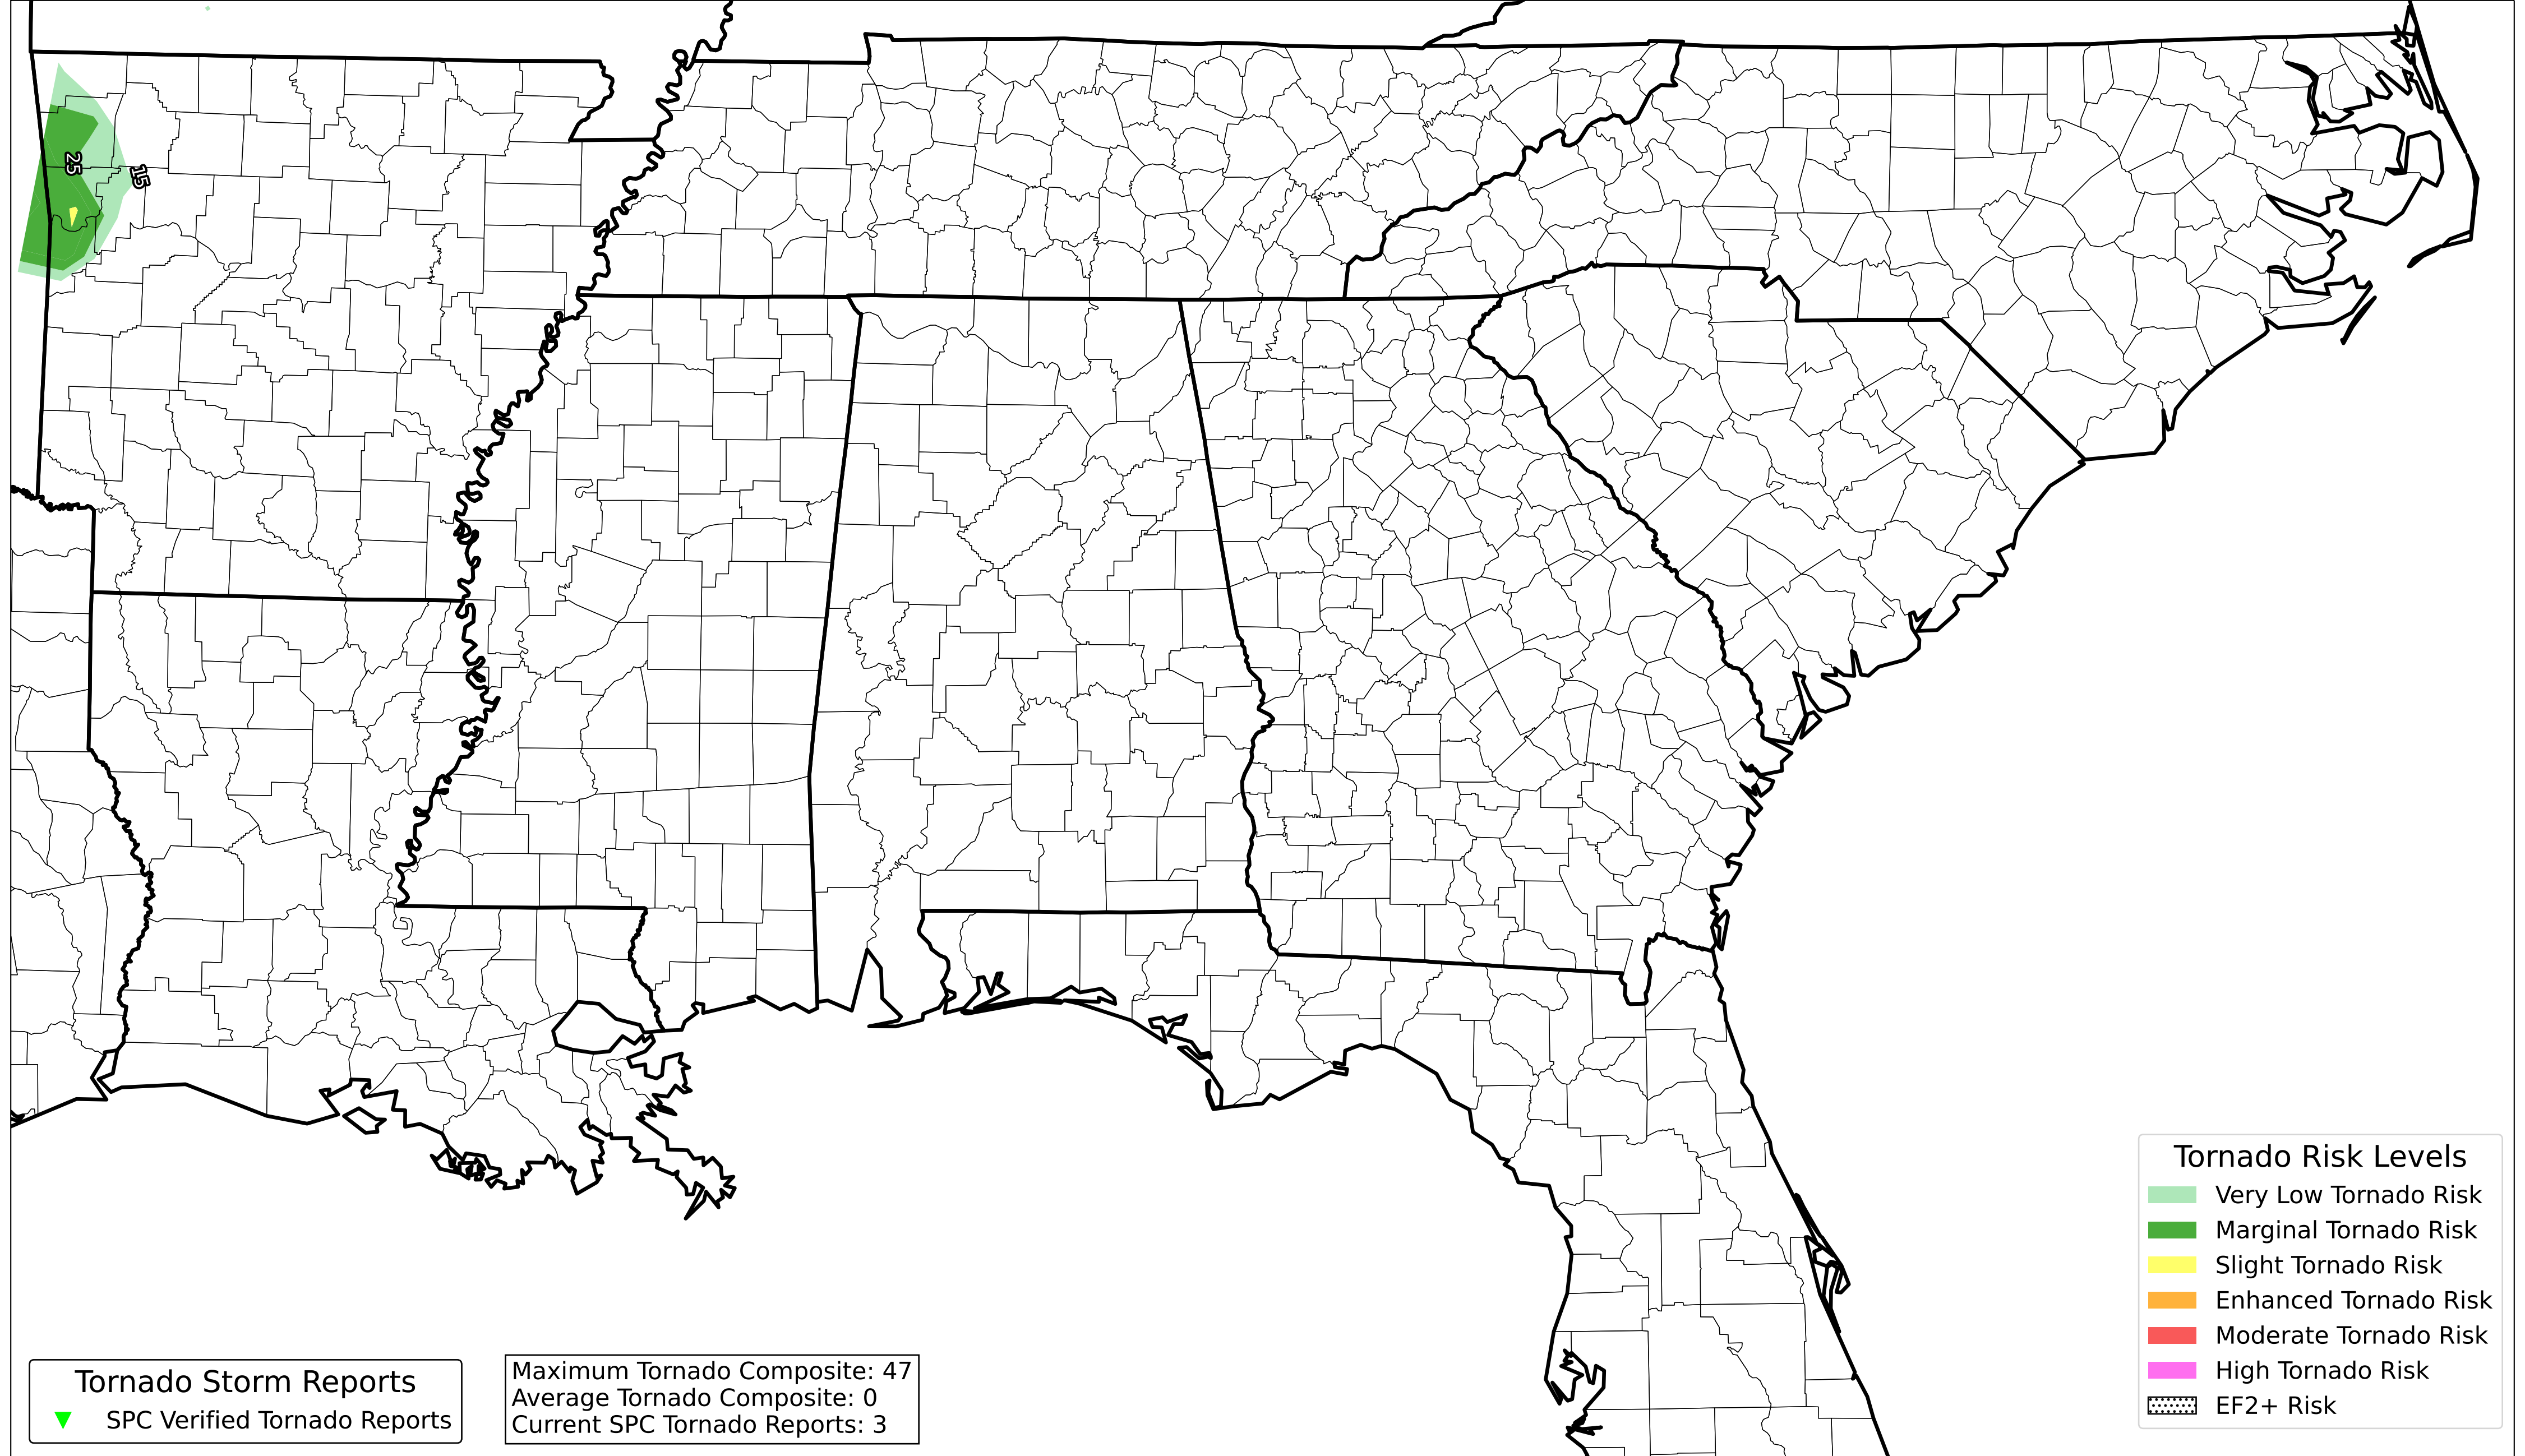 25
15
Tornado Risk Levels
Very Low Tornado Risk
Marginal Tornado Risk
Slight Tornado Risk
Enhanced Tornado Risk
Moderate Tornado Risk
High Tornado Risk
EF2+ Risk
Tornado Storm Reports
SPC Verified Tornado Reports
Maximum Tornado Composite: 47
Average Tornado Composite: 0
Current SPC Tornado Reports: 3